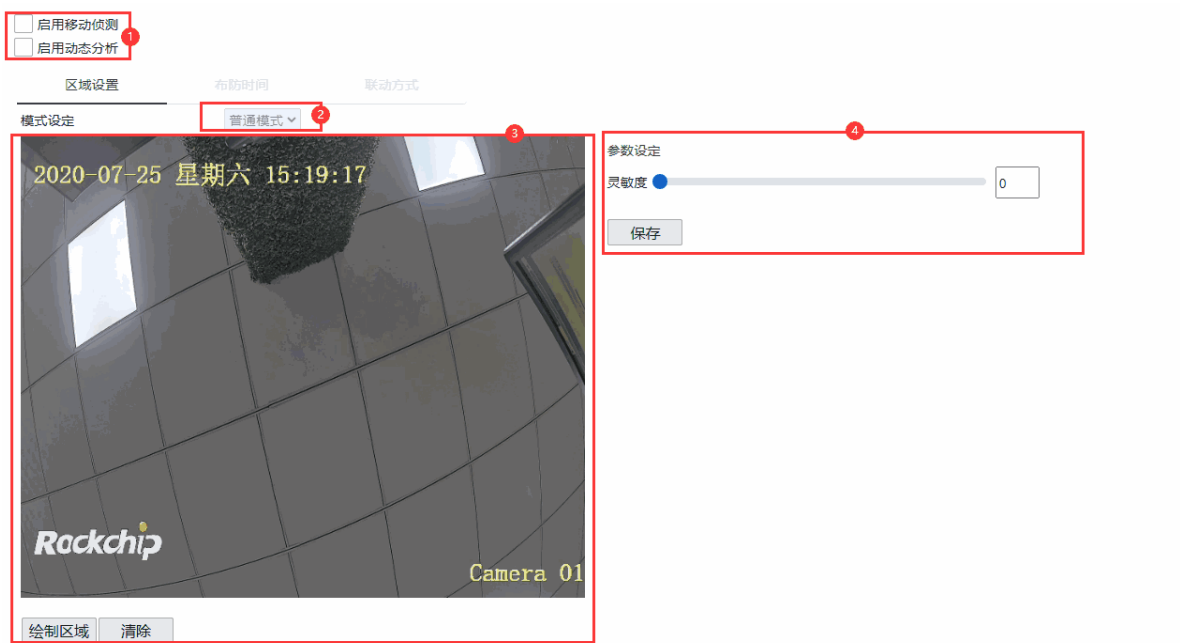 启用移动侦测
启用动态分析
1
区域设置 布防时间 联动方式
模式设定 普通模式 2
3
4
2020-07-25 星期六 15:19:17
参数设定
灵敏度 0
保存
Rockchip
Camera 01
绘制区域 清除